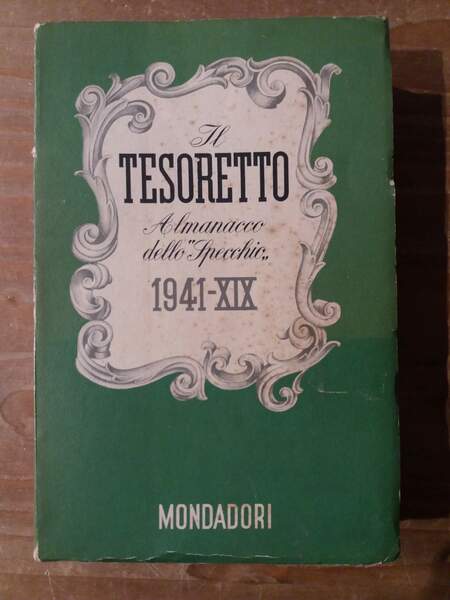 Il
TESORETTO
Almanacco
dello "Specchio„
1941-XIX
MONDADORI